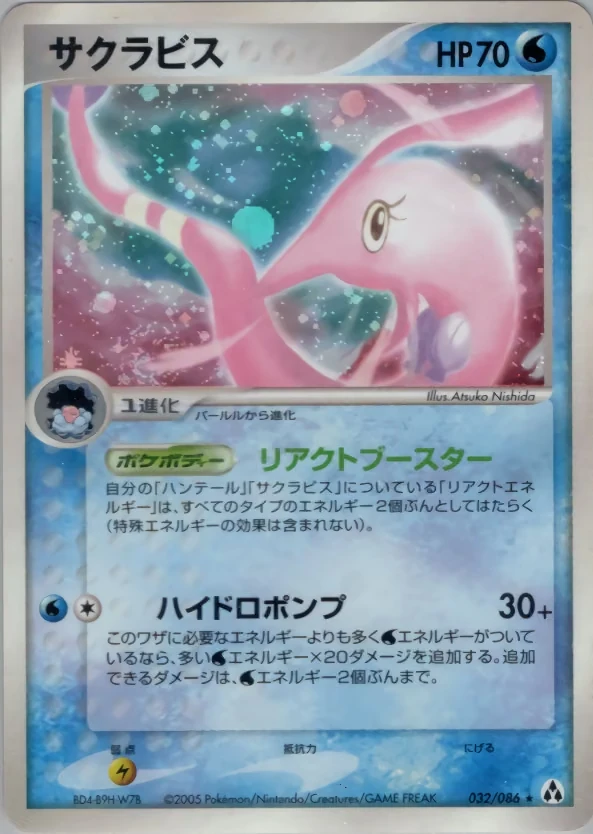 サクラビス HP70
Illus. Atsuko Nishida
1進化
パールルから進化
ポケボディー リアクトブースター
自分の「ハンテール」「サクラビス」についている「リアクトエネ
ルギー」は、すべてのタイプのエネルギー2個ぶんとしてはたらく
(特殊エネルギーの効果は含まれない)。
ハイドロポンプ 30+
このワザに必要なエネルギーよりも多くエネルギーがついて
いるなら、多いエネルギー×20ダメージを追加する。追加
できるダメージは、エネルギー2個ぶんまで。
弱点 抵抗力 にげる
BD4-B9H W7B ©2005 Pokémon/Nintendo/Creatures/GAME FREAK 032/086 ★